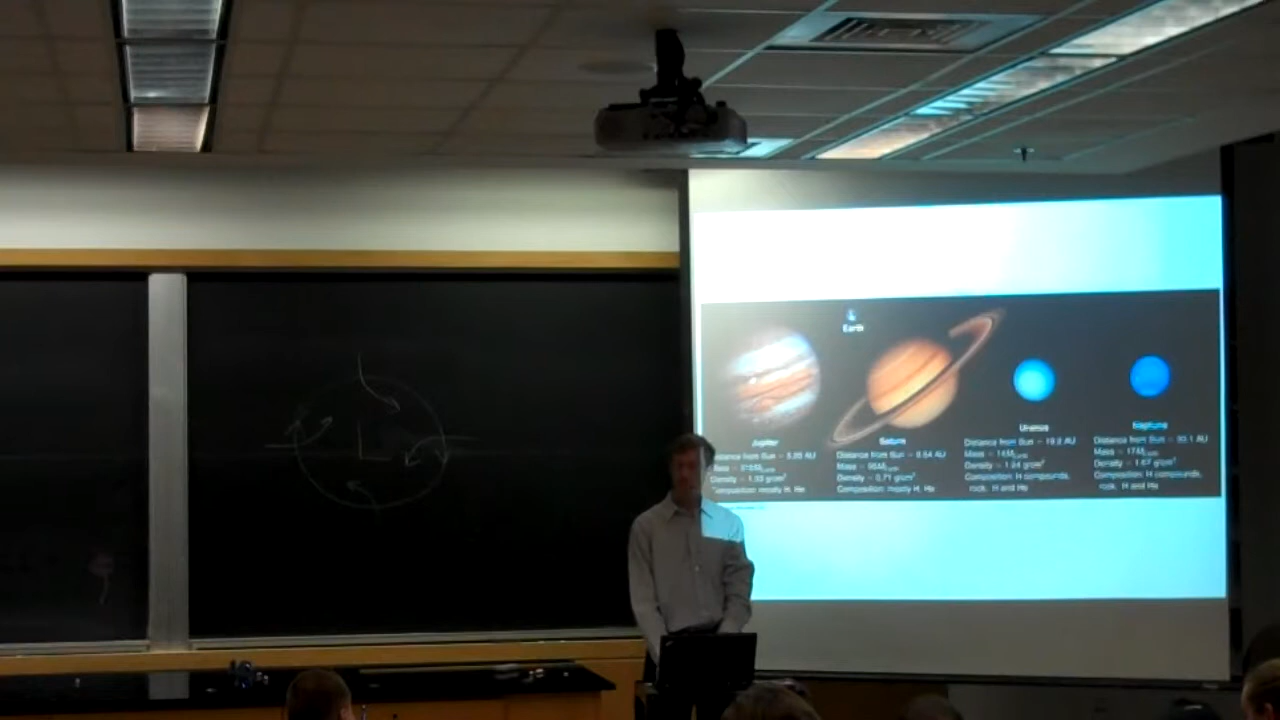 L
Earth
Jupiter
Distance from Sun = 5.20 AU
Mass = 318M
Density = 1.33 g/cm³
Composition: mostly H, He
Saturn
Distance from Sun = 9.54 AU
Mass = 95M
Density = 0.71 g/cm³
Composition: mostly H, He
Uranus
Distance from Sun = 19.2 AU
Mass = 14M
Density = 1.24 g/cm³
Composition: H compounds,
rock, H and He
Neptune
Distance from Sun = 30.1 AU
Mass = 17M
Density = 1.67 g/cm³
Composition: H compounds,
rock, H and He